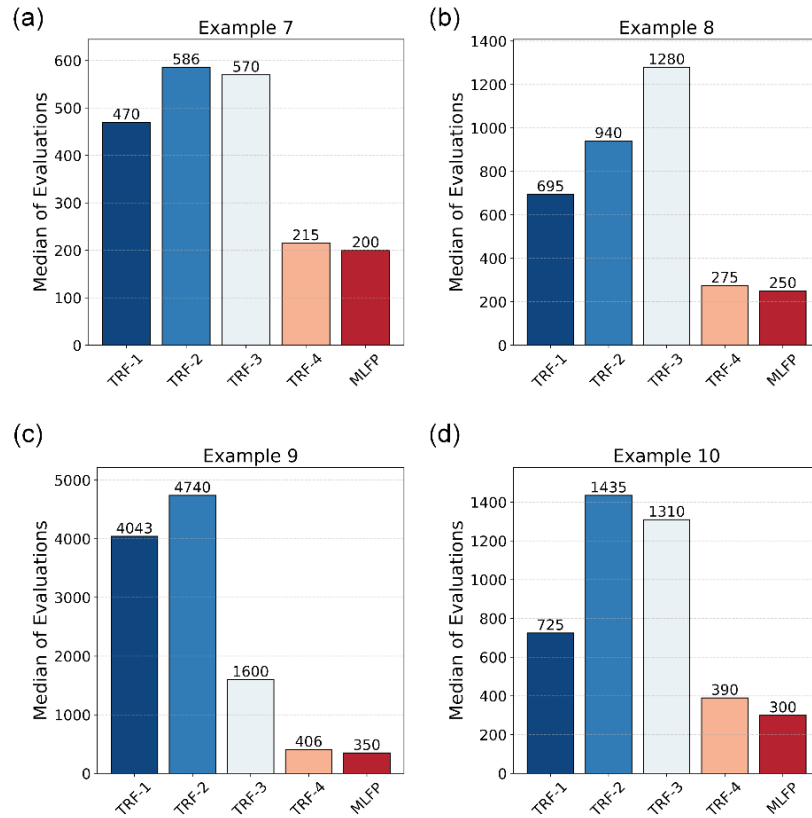 (a)
Example 7
Median of Evaluations
600
500
400
300
200
100
0
470
586
570
215
200
TRF-1
TRF-2
TRF-3
TRF-4
MLFP
(b)
Example 8
Median of Evaluations
1400
1200
1000
800
600
400
200
0
695
940
1280
275
250
TRF-1
TRF-2
TRF-3
TRF-4
MLFP
(c)
Example 9
Median of Evaluations
5000
4000
3000
2000
1000
0
4043
4740
1600
406
350
TRF-1
TRF-2
TRF-3
TRF-4
MLFP
(d)
Example 10
Median of Evaluations
1400
1200
1000
800
600
400
200
0
725
1435
1310
390
300
TRF-1
TRF-2
TRF-3
TRF-4
MLFP